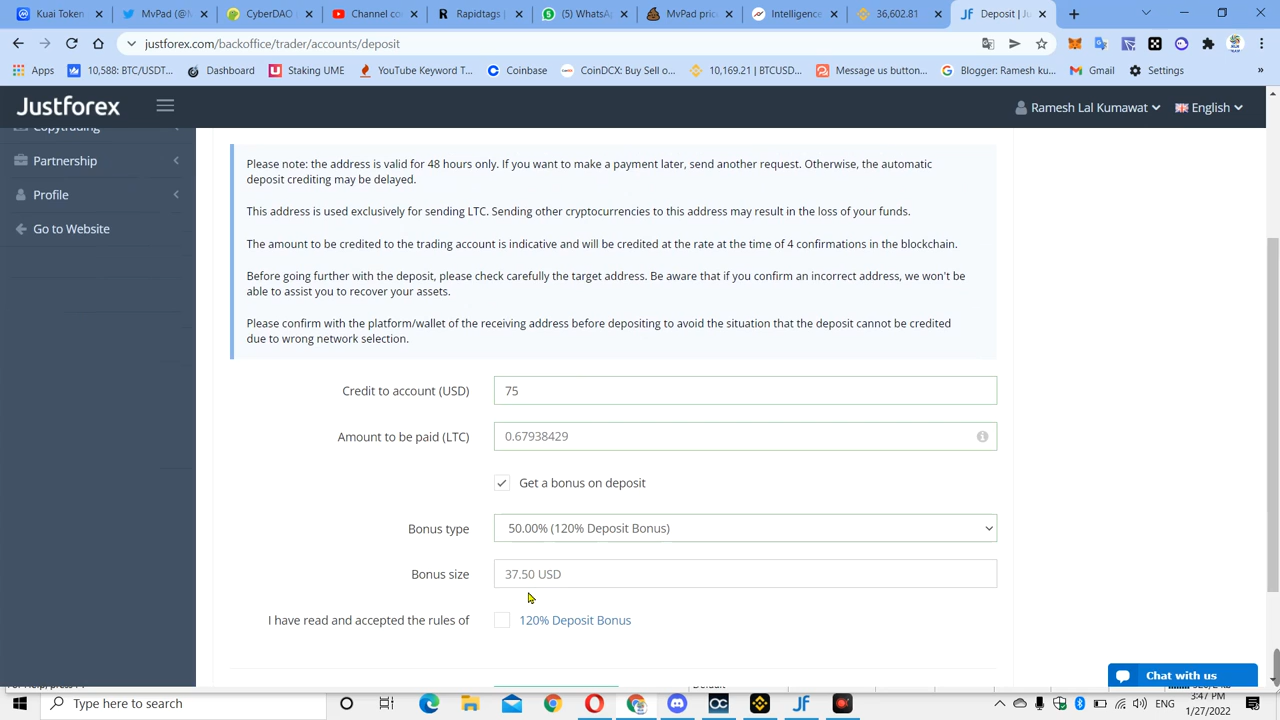 Kuai Token
MvPad (@M
CyberDAO
Channel co
Rapidtags |
(5) WhatsA
MvPad pric
Intelligence
36,602.81
Deposit | Ju
justforex.com/backoffice/trader/accounts/deposit
Apps
10,588: BTC/USDT...
Dashboard
Staking UME
YouTube Keyword T...
Coinbase
CoinDCX: Buy Sell o...
10,169.21 | BTCUSD...
Message us button...
Blogger: Ramesh ku...
Gmail
Settings
Justforex
Ramesh Lal Kumawat
English
Copytrading
Partnership
Profile
Go to Website
Please note: the address is valid for 48 hours only. If you want to make a payment later, send another request. Otherwise, the automatic
deposit crediting may be delayed.
This address is used exclusively for sending LTC. Sending other cryptocurrencies to this address may result in the loss of your funds.
The amount to be credited to the trading account is indicative and will be credited at the rate at the time of 4 confirmations in the blockchain.
Before going further with the deposit, please check carefully the target address. Be aware that if you confirm an incorrect address, we won't be
able to assist you to recover your assets.
Please confirm with the platform/wallet of the receiving address before depositing to avoid the situation that the deposit cannot be credited
due to wrong network selection.
Credit to account (USD) 75
Amount to be paid (LTC) 0.67938429
Get a bonus on deposit
Bonus type 50.00% (120% Deposit Bonus)
Bonus size 37.50 USD
I have read and accepted the rules of 120% Deposit Bonus
Chat with us
Default
Type here to search
ENG
3:47 PM
1/27/2022